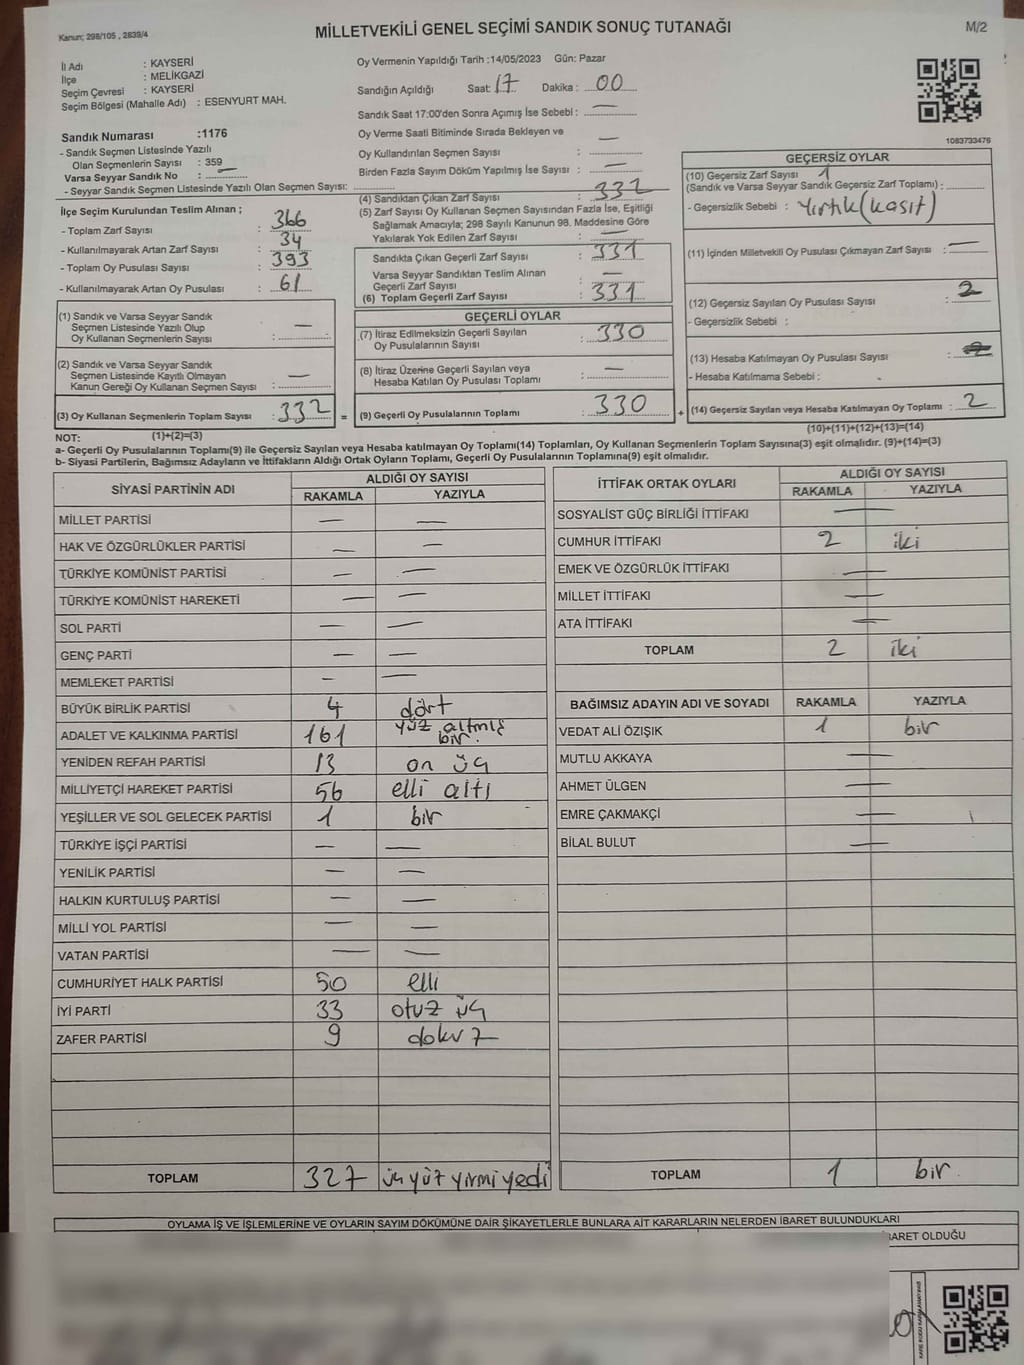 Kanun; 298/105 , 2839/4
MİLLETVEKİLİ GENEL SEÇİMİ SANDIK SONUÇ TUTANAĞI
M/2
İl Adı : KAYSERİ
İlçe : MELİKGAZİ
Seçim Çevresi : KAYSERİ
Seçim Bölgesi (Mahalle Adı) : ESENYURT MAH.
Oy Vermenin Yapıldığı Tarih :14/05/2023 Gün: Pazar
Sandığın Açıldığı Saat: 17 Dakika : 00
Sandık Saat 17:00'den Sonra Açımış İse Sebebi : —
Oy Verme Saati Bitiminde Sırada Bekleyen ve
Oy Kullandırılan Seçmen Sayısı : —
Birden Fazla Sayım Döküm Yapılmış İse Sayısı : —
1083733476
Sandık Numarası :1176
- Sandık Seçmen Listesinde Yazılı
Olan Seçmenlerin Sayısı : 359
Varsa Seyyar Sandık No : —
- Seyyar Sandık Seçmen Listesinde Yazılı Olan Seçmen Sayısı:
İlçe Seçim Kurulundan Teslim Alınan ;
- Toplam Zarf Sayısı : 366
- Kullanılmayarak Artan Zarf Sayısı : 34
- Toplam Oy Pusulası Sayısı : 393
- Kullanılmayarak Artan Oy Pusulası : 61
(4) Sandıktan Çıkan Zarf Sayısı : 332
(5) Zarf Sayısı Oy Kullanan Seçmen Sayısından Fazla İse, Eşitliği
Sağlamak Amacıyla; 298 Sayılı Kanunun 98. Maddesine Göre
Yakılarak Yok Edilen Zarf Sayısı : —
Sandıkta Çıkan Geçerli Zarf Sayısı : 331
Varsa Seyyar Sandıktan Teslim Alınan
Geçerli Zarf Sayısı : —
(6) Toplam Geçerli Zarf Sayısı : 331
GEÇERSİZ OYLAR
(10) Geçersiz Zarf Sayısı 1
(Sandık ve Varsa Seyyar Sandık Geçersiz Zarf Toplamı) :
- Geçersizlik Sebebi : Yırtık (kasıt)
(11) İçinden Milletvekili Oy Pusulası Çıkmayan Zarf Sayısı : —
(12) Geçersiz Sayılan Oy Pusulası Sayısı : 2
- Geçersizlik Sebebi :
(13) Hesaba Katılmayan Oy Pusulası Sayısı :
- Hesaba Katılmama Sebebi :
(14) Geçersiz Sayılan veya Hesaba Katılmayan Oy Toplamı : 2
(10)+(11)+(12)+(13)=(14)
(1) Sandık ve Varsa Seyyar Sandık
Seçmen Listesinde Yazılı Olup
Oy Kullanan Seçmenlerin Sayısı : —
(2) Sandık ve Varsa Seyyar Sandık
Seçmen Listesinde Kayıtlı Olmayan
Kanun Gereği Oy Kullanan Seçmen Sayısı : —
(3) Oy Kullanan Seçmenlerin Toplam Sayısı : 332 =
GEÇERLİ OYLAR
(7) İtiraz Edilmeksizin Geçerli Sayılan
Oy Pusulalarının Sayısı : 330
(8) İtiraz Üzerine Geçerli Sayılan veya
Hesaba Katılan Oy Pusulası Toplamı : —
(9) Geçerli Oy Pusulalarının Toplamı : 330 +
NOT: (1)+(2)=(3)
a- Geçerli Oy Pusulalarının Toplamı(9) ile Geçersiz Sayılan veya Hesaba katılmayan Oy Toplamı(14) Toplamları, Oy Kullanan Seçmenlerin Toplam Sayısına(3) eşit olmalıdır. (9)+(14)=(3)
b- Siyasi Partilerin, Bağımsız Adayların ve İttifakların Aldığı Ortak Oyların Toplamı, Geçerli Oy Pusulalarının Toplamına(9) eşit olmalıdır.
SİYASİ PARTİNİN ADI ALDIĞI OY SAYISI
RAKAMLA YAZIYLA
MİLLET PARTİSİ — —
HAK VE ÖZGÜRLÜKLER PARTİSİ — —
TÜRKİYE KOMÜNİST PARTİSİ — —
TÜRKİYE KOMÜNİST HAREKETİ — —
SOL PARTİ — —
GENÇ PARTİ — —
MEMLEKET PARTİSİ — —
BÜYÜK BİRLİK PARTİSİ 4 dört
ADALET VE KALKINMA PARTİSİ 161 yüz altmış bir.
YENİDEN REFAH PARTİSİ 13 on üç
MİLLİYETÇİ HAREKET PARTİSİ 56 elli altı
YEŞİLLER VE SOL GELECEK PARTİSİ 1 bir
TÜRKİYE İŞÇİ PARTİSİ — —
YENİLİK PARTİSİ — —
HALKIN KURTULUŞ PARTİSİ — —
MİLLİ YOL PARTİSİ — —
VATAN PARTİSİ — —
CUMHURİYET HALK PARTİSİ 50 elli
İYİ PARTİ 33 otuz üç
ZAFER PARTİSİ 9 dokuz
TOPLAM 327 üç yüz yirmi yedi
İTTİFAK ORTAK OYLARI ALDIĞI OY SAYISI
RAKAMLA YAZIYLA
SOSYALİST GÜÇ BİRLİĞİ İTTİFAKI —
CUMHUR İTTİFAKI 2 iki
EMEK VE ÖZGÜRLÜK İTTİFAKI —
MİLLET İTTİFAKI —
ATA İTTİFAKI —
TOPLAM 2 iki
BAĞIMSIZ ADAYIN ADI VE SOYADI RAKAMLA YAZIYLA
VEDAT ALİ ÖZIŞIK 1 bir
MUTLU AKKAYA —
AHMET ÜLGEN —
EMRE ÇAKMAKÇİ —
BİLAL BULUT —
TOPLAM 1 bir
OYLAMA İŞ VE İŞLEMLERİNE VE OYLARIN SAYIM DÖKÜMÜNE DAİR ŞİKAYETLERLE BUNLARA AİT KARARLARIN NELERDEN İBARET BULUNDUKLARI
İBARET OLDUĞU